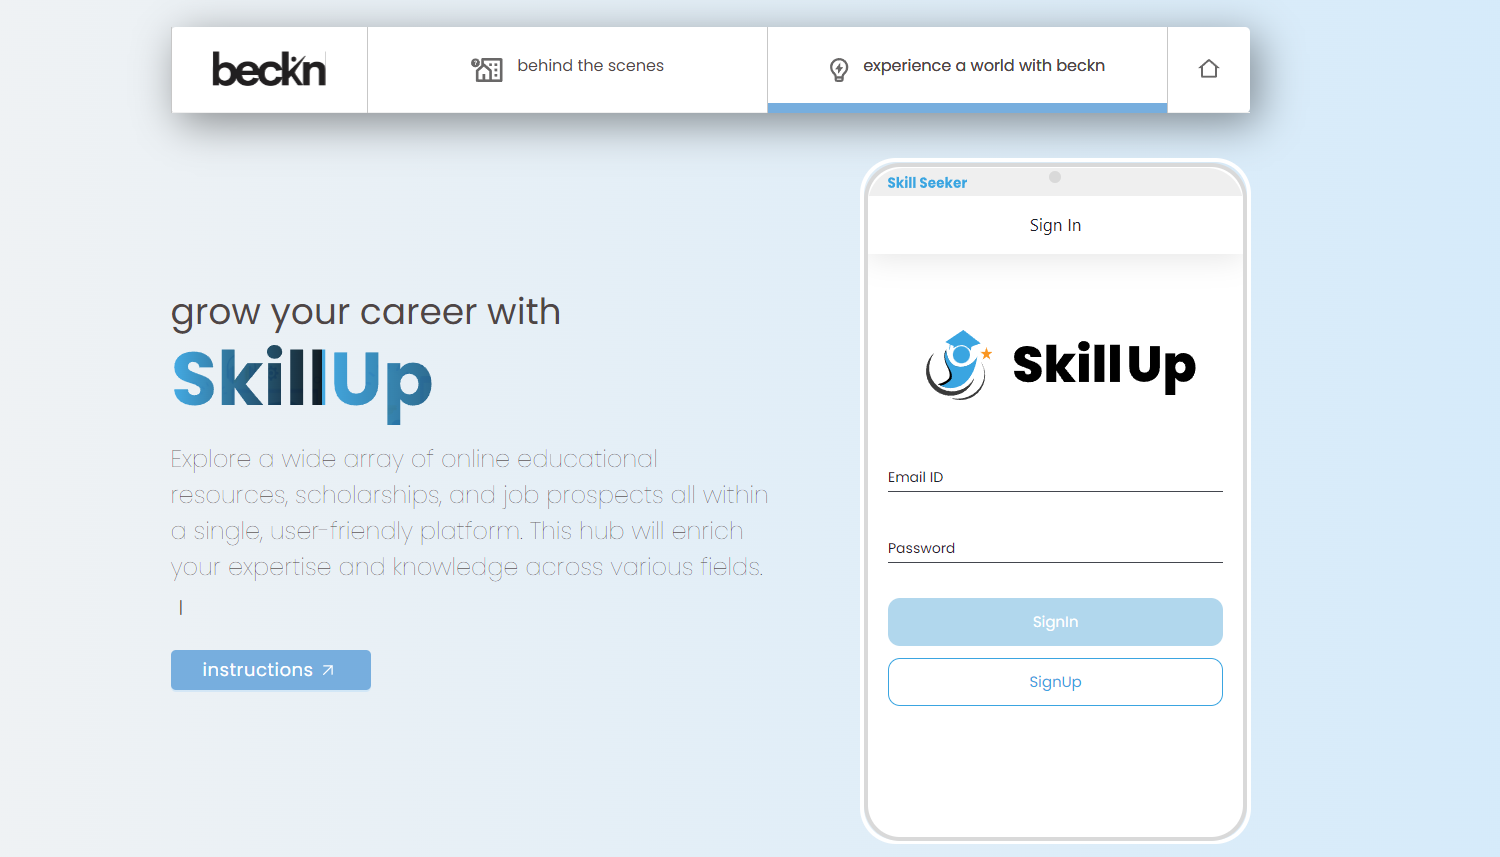 beckn
behind the scenes
experience a world with beckn
grow your career with
SkillUp
Explore a wide array of online educational
resources, scholarships, and job prospects all within
a single, user-friendly platform. This hub will enrich
your expertise and knowledge across various fields.
instructions
Skill Seeker
Sign In
SkillUp
Email ID
Password
SignIn
SignUp